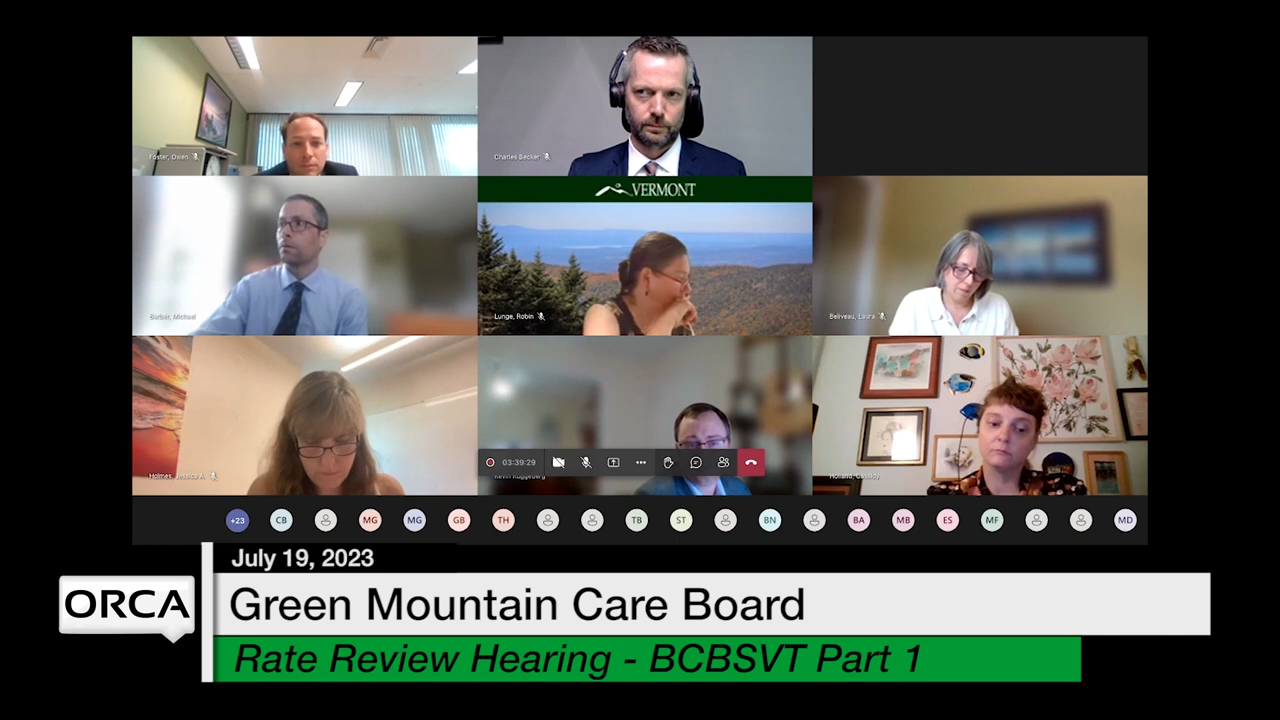 Foster, Owen
Charles Becker
VERMONT
Barber, Michael
Lunge, Robin
Beliveau, Laura
Holmes, Jessica A.
03:39:29
Kevin Ruggeberg
Holland, Cassidy
+23
CB
MG
MG
GB
TH
TB
ST
BN
BA
MB
ES
MF
MD
July 19, 2023
ORCA
Green Mountain Care Board
Rate Review Hearing - BCBSVT Part 1